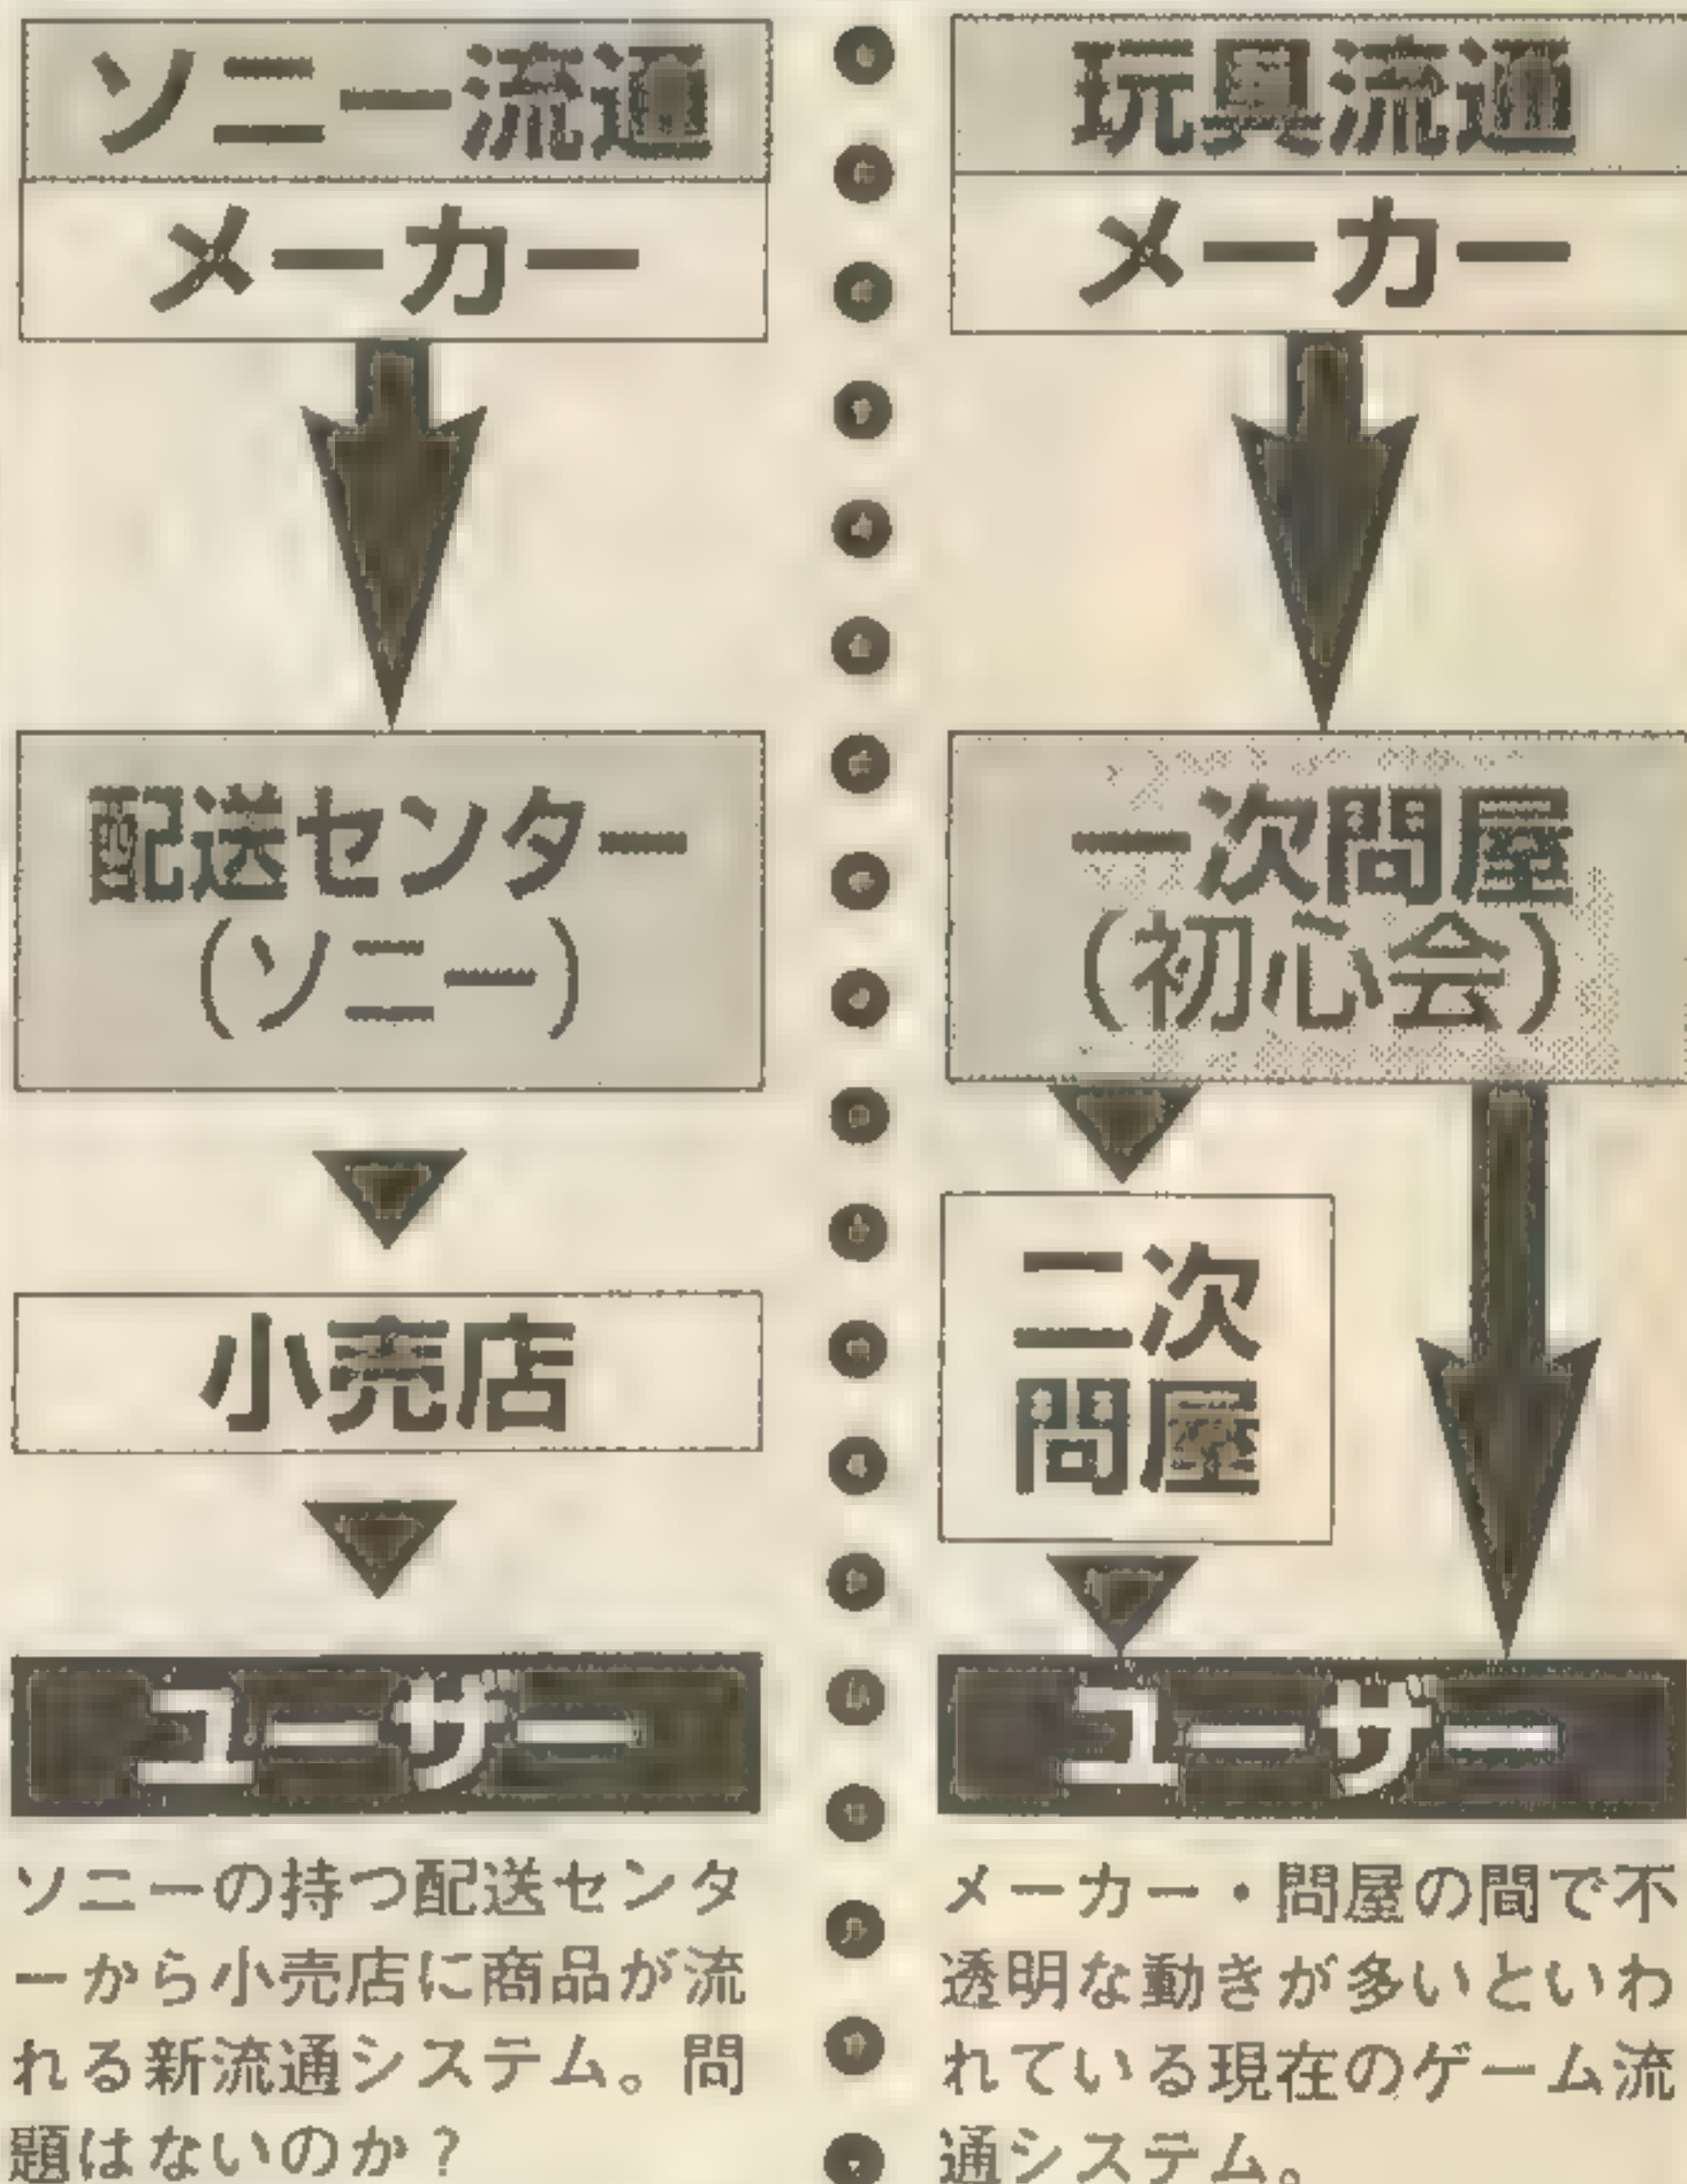 ソニー流通
メーカー
配送センター
(ソニー)
小売店
ユーザー
ソニーの持つ配送センタ
ーから小売店に商品が流
れる新流通システム。問
題はないのか?
玩具流通
メーカー
一次問屋
(初心会)
二次
問屋
ユーザー
メーカー・問屋の間で不
透明な動きが多いといわ
れている現在のゲーム流
通システム。